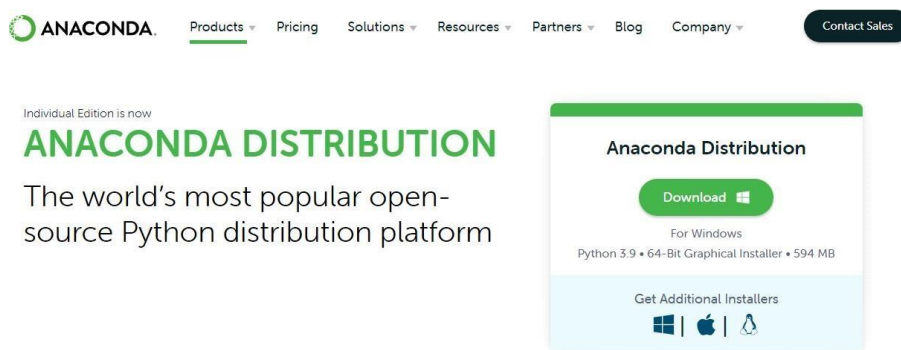 ANACONDA.
Products Pricing Solutions Resources Partners Blog Company
Contact Sales
Individual Edition is now
ANACONDA DISTRIBUTION
The world's most popular open-
source Python distribution platform
Anaconda Distribution
Download
For Windows
Python 3.9 • 64-Bit Graphical Installer • 594 MB
Get Additional Installers